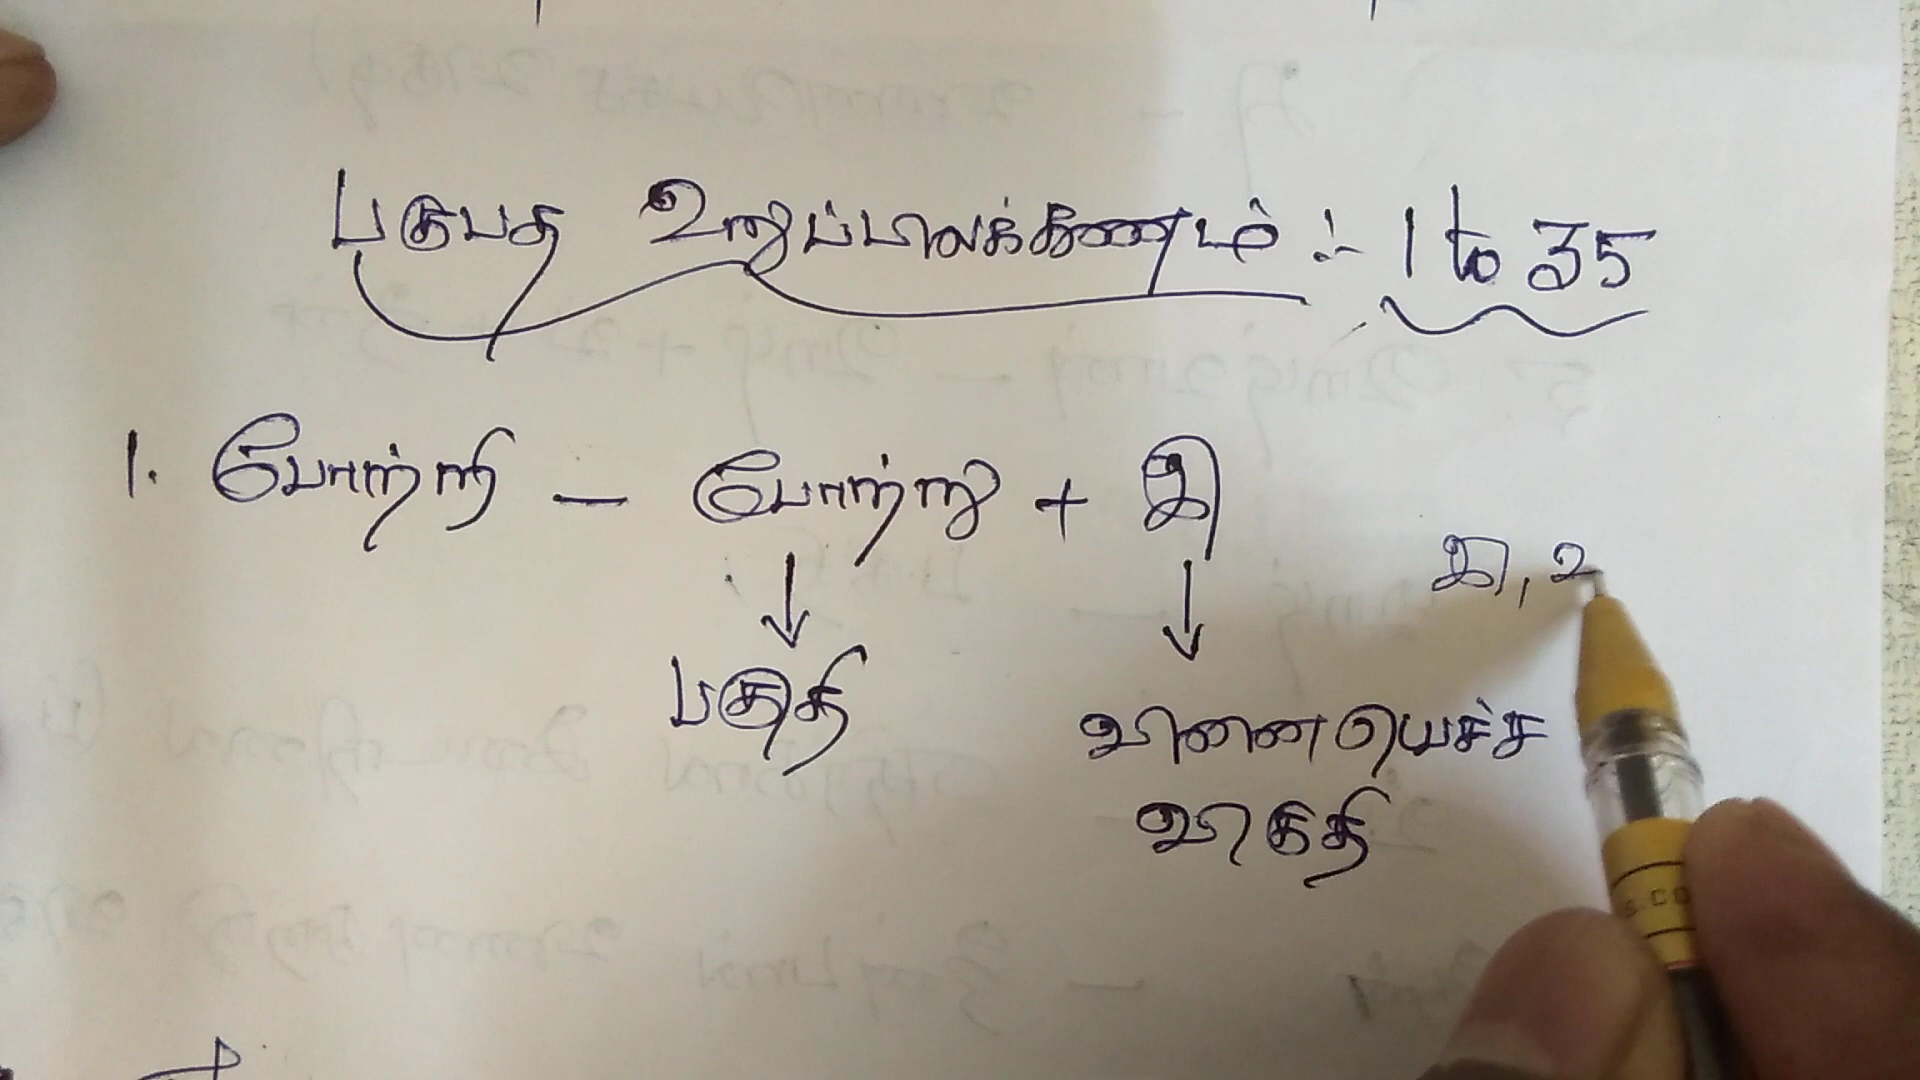 பகுபத உறுப்பிலக்கணம் :- 1 to 35
1. போற்றி - போற்று + இ
இ, உ
பகுதி
வினையெச்ச
விகுதி